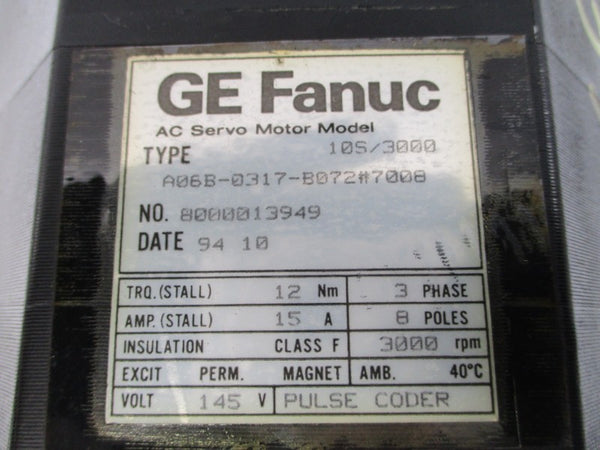 GE Fanuc
AC Servo Motor Model
TYPE 10S/3000
A06B-0317-B072#7008
NO. 8000013949
DATE 94 10
TRQ.(STALL) 12 Nm 3 PHASE
AMP.(STALL) 15 A 8 POLES
INSULATION CLASS F 3000 rpm
EXCIT PERM. MAGNET AMB. 40°C
VOLT 145 V PULSE CODER